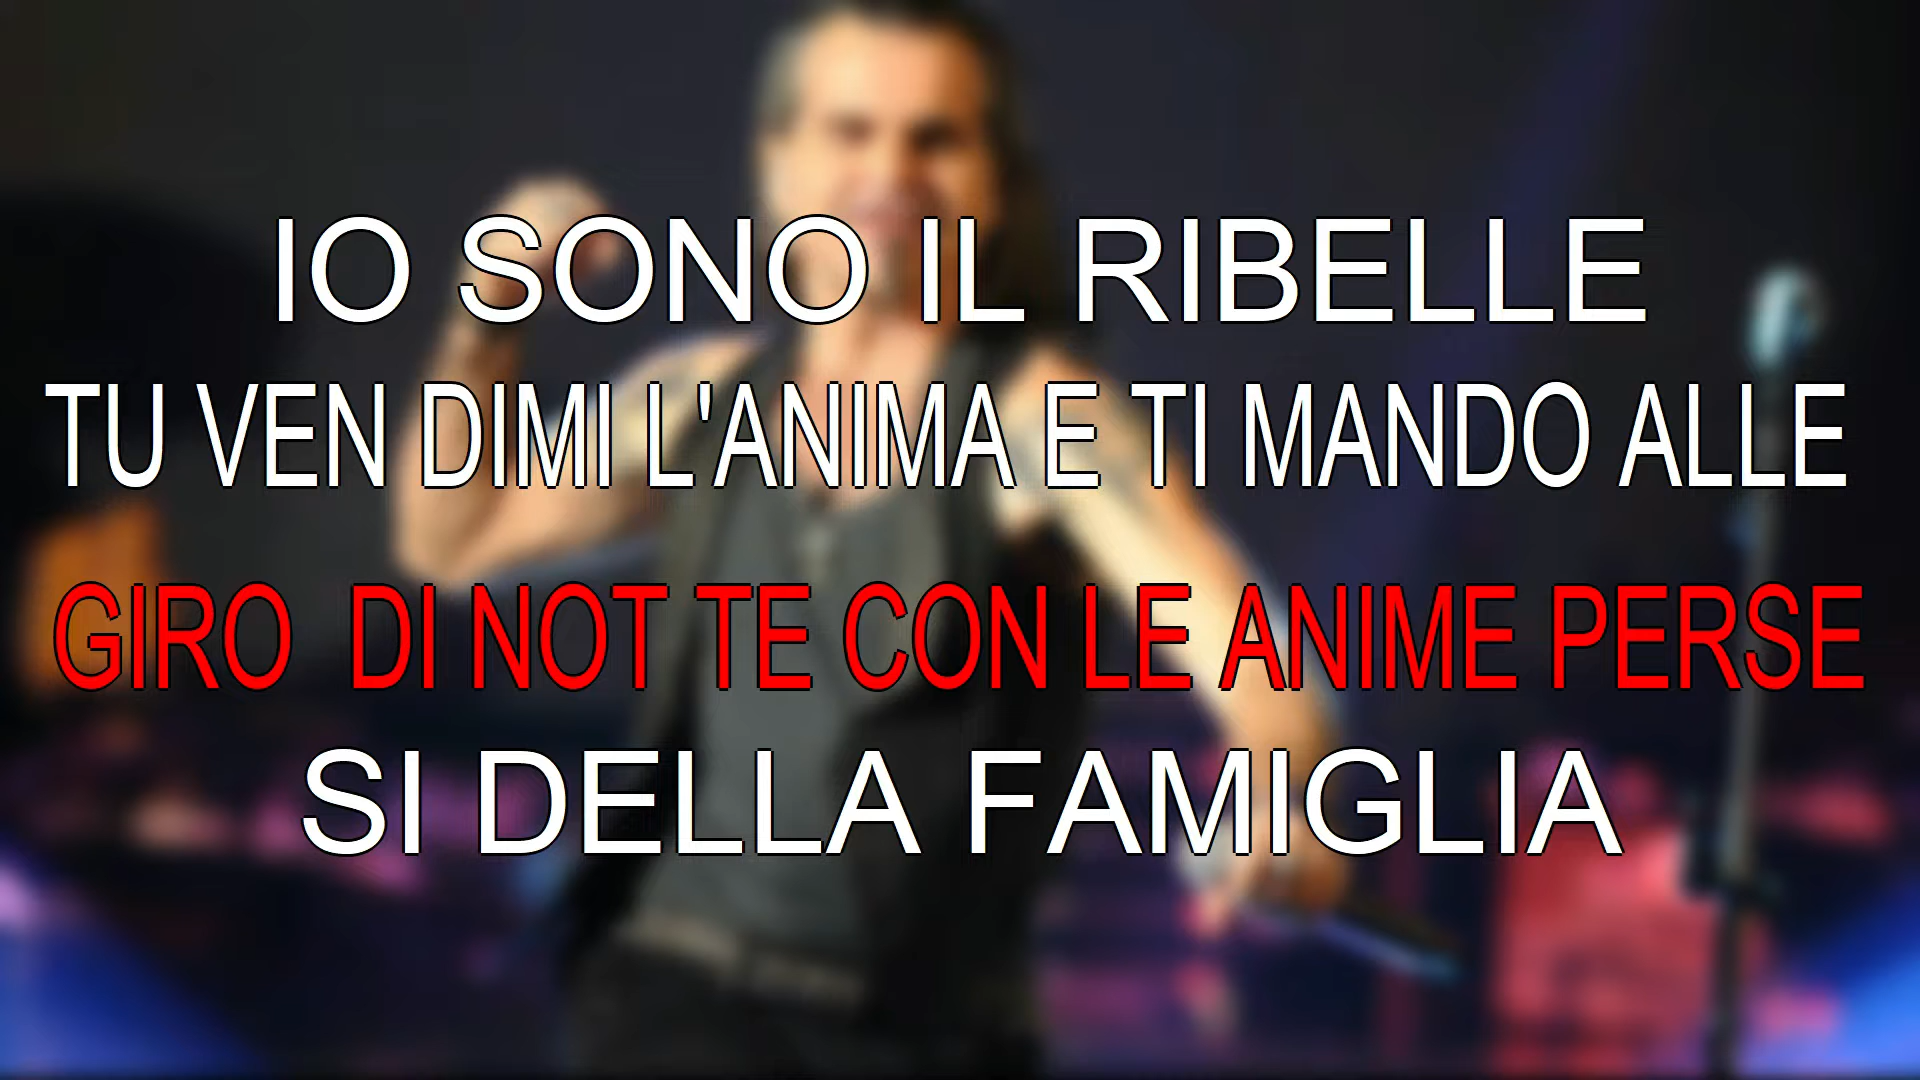 IO SONO IL RIBELLE
TU VEN DIMI L'ANIMA E TI MANDO ALLE
GIRO  DI NOT TE CON LE ANIME PERSE
SI DELLA FAMIGLIA